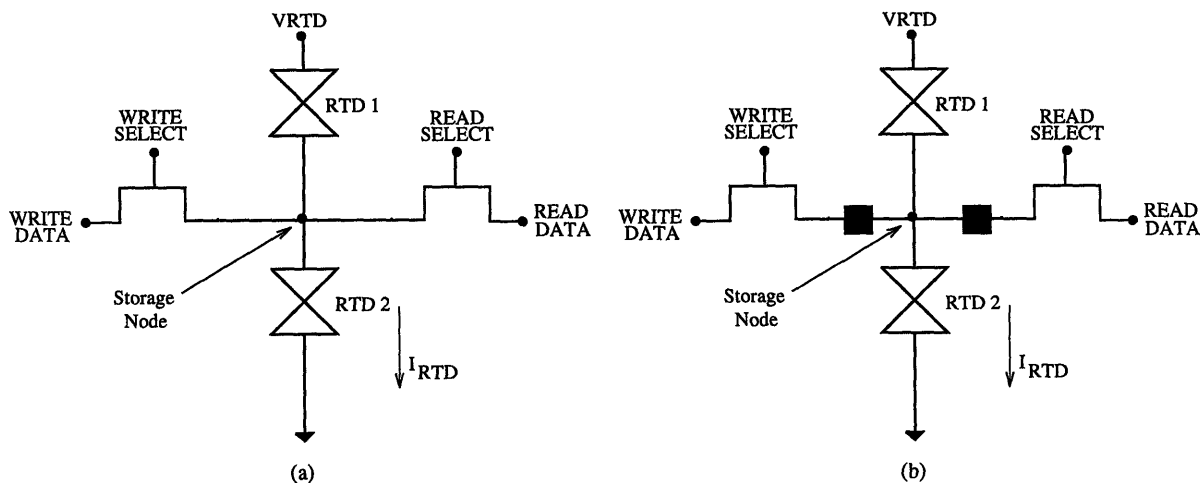 VRTD
RTD 1
WRITE
SELECT
READ
SELECT
WRITE
DATA
READ
DATA
Storage
Node
RTD 2
I RTD
(a)
VRTD
RTD 1
WRITE
SELECT
READ
SELECT
WRITE
DATA
READ
DATA
Storage
Node
RTD 2
I RTD
(b)